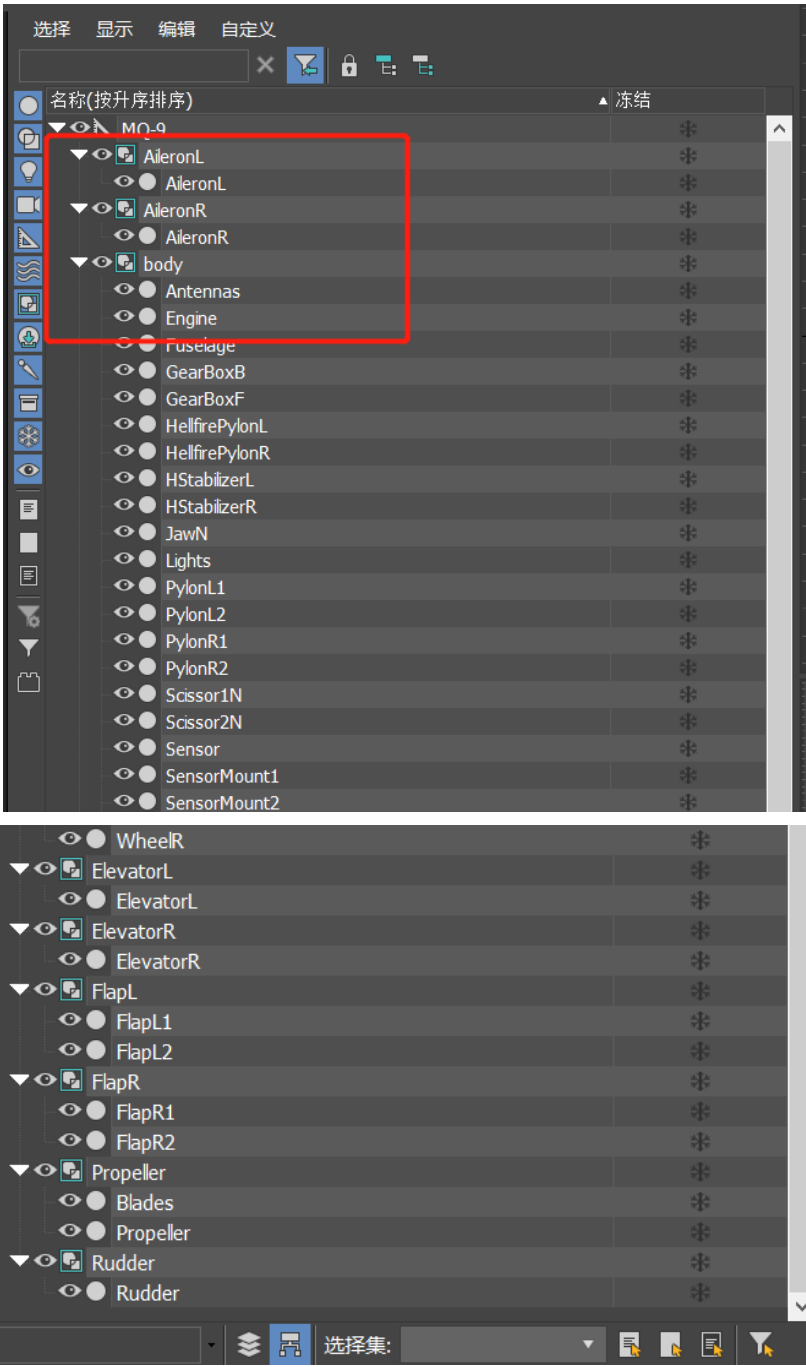 选择 显示 编辑 自定义
名称(按升序排序) 冻结
MQ-9
AileronL
AileronL
AileronR
AileronR
body
Antennas
Engine
Fuselage
GearBoxB
GearBoxF
HellfirePylonL
HellfirePylonR
HStabilizerL
HStabilizerR
JawN
Lights
PylonL1
PylonL2
PylonR1
PylonR2
Scissor1N
Scissor2N
Sensor
SensorMount1
SensorMount2
WheelR
ElevatorL
ElevatorL
ElevatorR
ElevatorR
FlapL
FlapL1
FlapL2
FlapR
FlapR1
FlapR2
Propeller
Blades
Propeller
Rudder
Rudder
选择集: